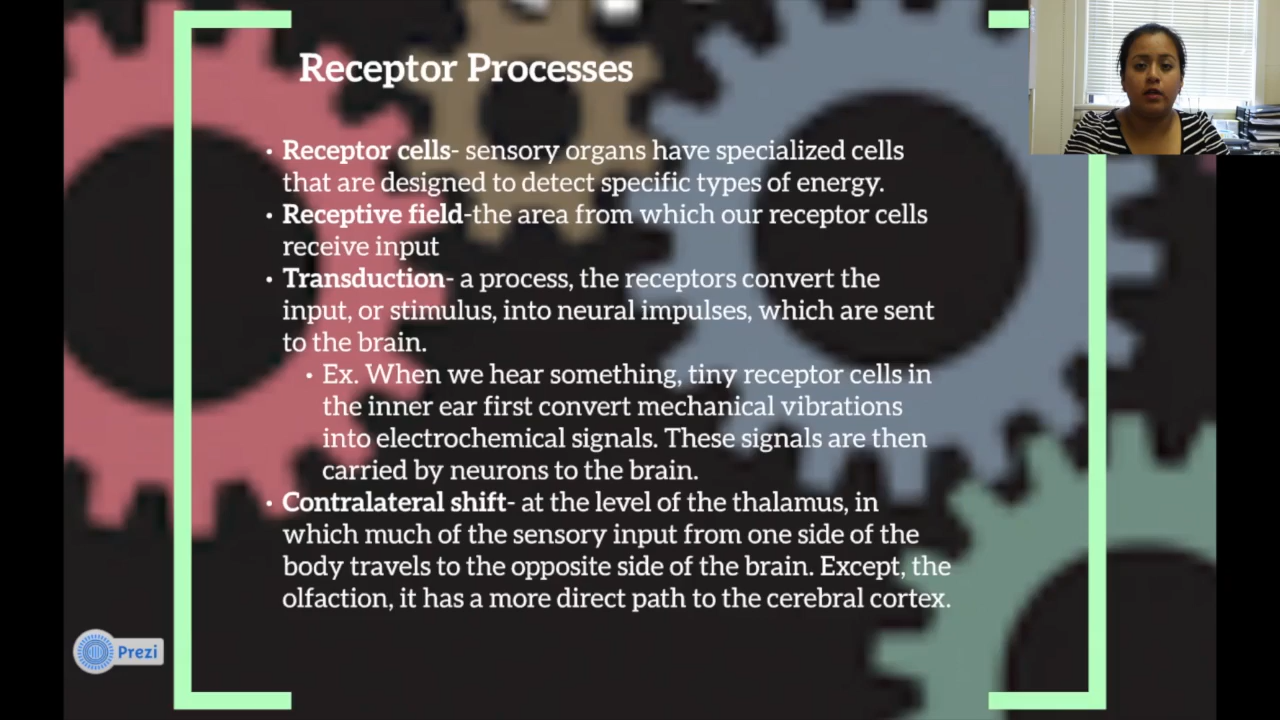 Receptor Processes
• Receptor cells- sensory organs have specialized cells
that are designed to detect specific types of energy.
• Receptive field-the area from which our receptor cells
receive input
• Transduction- a process, the receptors convert the
input, or stimulus, into neural impulses, which are sent
to the brain.
• Ex. When we hear something, tiny receptor cells in
the inner ear first convert mechanical vibrations
into electrochemical signals. These signals are then
carried by neurons to the brain.
• Contralateral shift- at the level of the thalamus, in
which much of the sensory input from one side of the
body travels to the opposite side of the brain. Except, the
olfaction, it has a more direct path to the cerebral cortex.
Prezi